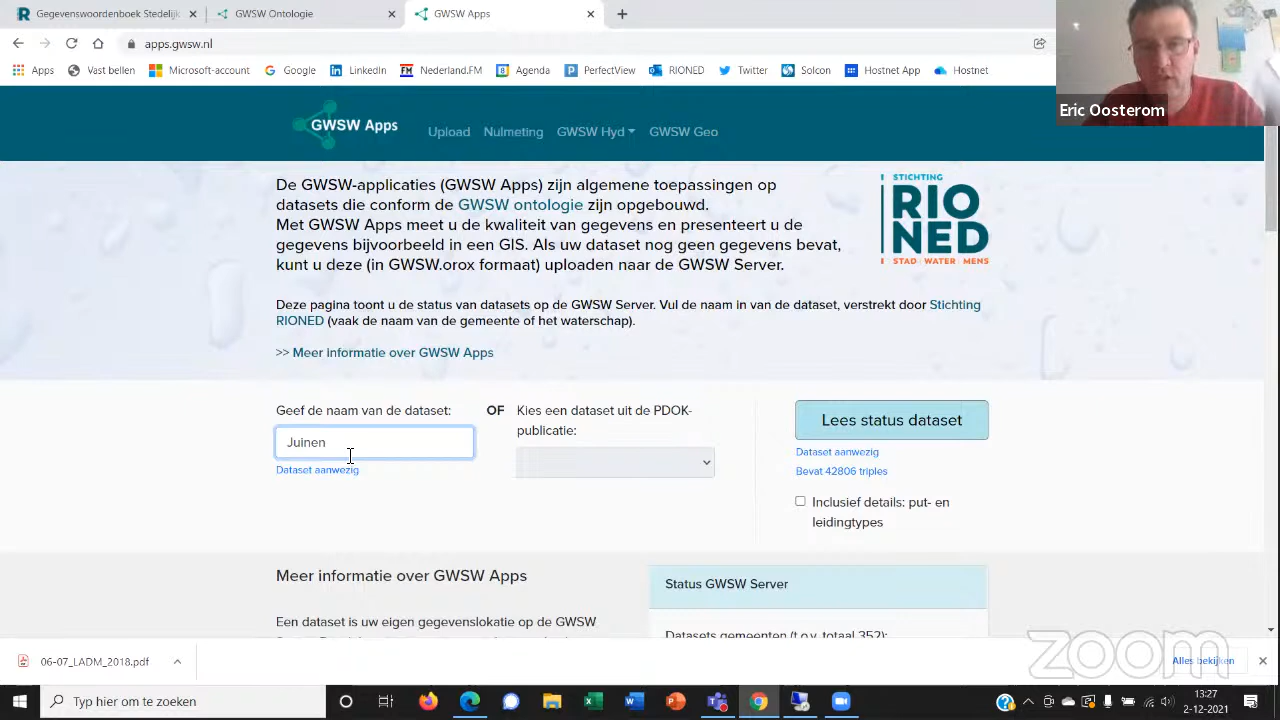 Gegevenswoordenboek Stedelijk
GWSW Ontologie
GWSW Apps
apps.gwsw.nl
Apps
Vast bellen
Microsoft-account
Google
LinkedIn
Nederland.FM
Agenda
PerfectView
RIONED
Twitter
Solcon
Hostnet App
Hostnet
Eric Oosterom
GWSW Apps
Upload
Nulmeting
GWSW Hyd
GWSW Geo
De GWSW-applicaties (GWSW Apps) zijn algemene toepassingen op
datasets die conform de GWSW ontologie zijn opgebouwd.
Met GWSW Apps meet u de kwaliteit van gegevens en presenteert u de
gegevens bijvoorbeeld in een GIS. Als uw dataset nog geen gegevens bevat,
kunt u deze (in GWSW.orox formaat) uploaden naar de GWSW Server.
STICHTING
RIO
NED
STAD WATER MENS
Deze pagina toont u de status van datasets op de GWSW Server. Vul de naam in van de dataset, verstrekt door Stichting
RIONED (vaak de naam van de gemeente of het waterschap).
>> Meer informatie over GWSW Apps
Geef de naam van de dataset:
Juinen
Dataset aanwezig
OF
Kies een dataset uit de PDOK-
publicatie:
Lees status dataset
Dataset aanwezig
Bevat 42806 triples
Inclusief details: put- en
leidingtypes
Meer informatie over GWSW Apps
Een dataset is uw eigen gegevenslokatie op de GWSW
Status GWSW Server
Datasets gemeenten (t.o.v. totaal 352):
06-07_LADM_2018.pdf
Alles bekijken
zoom
Typ hier om te zoeken
13:27
2-12-2021